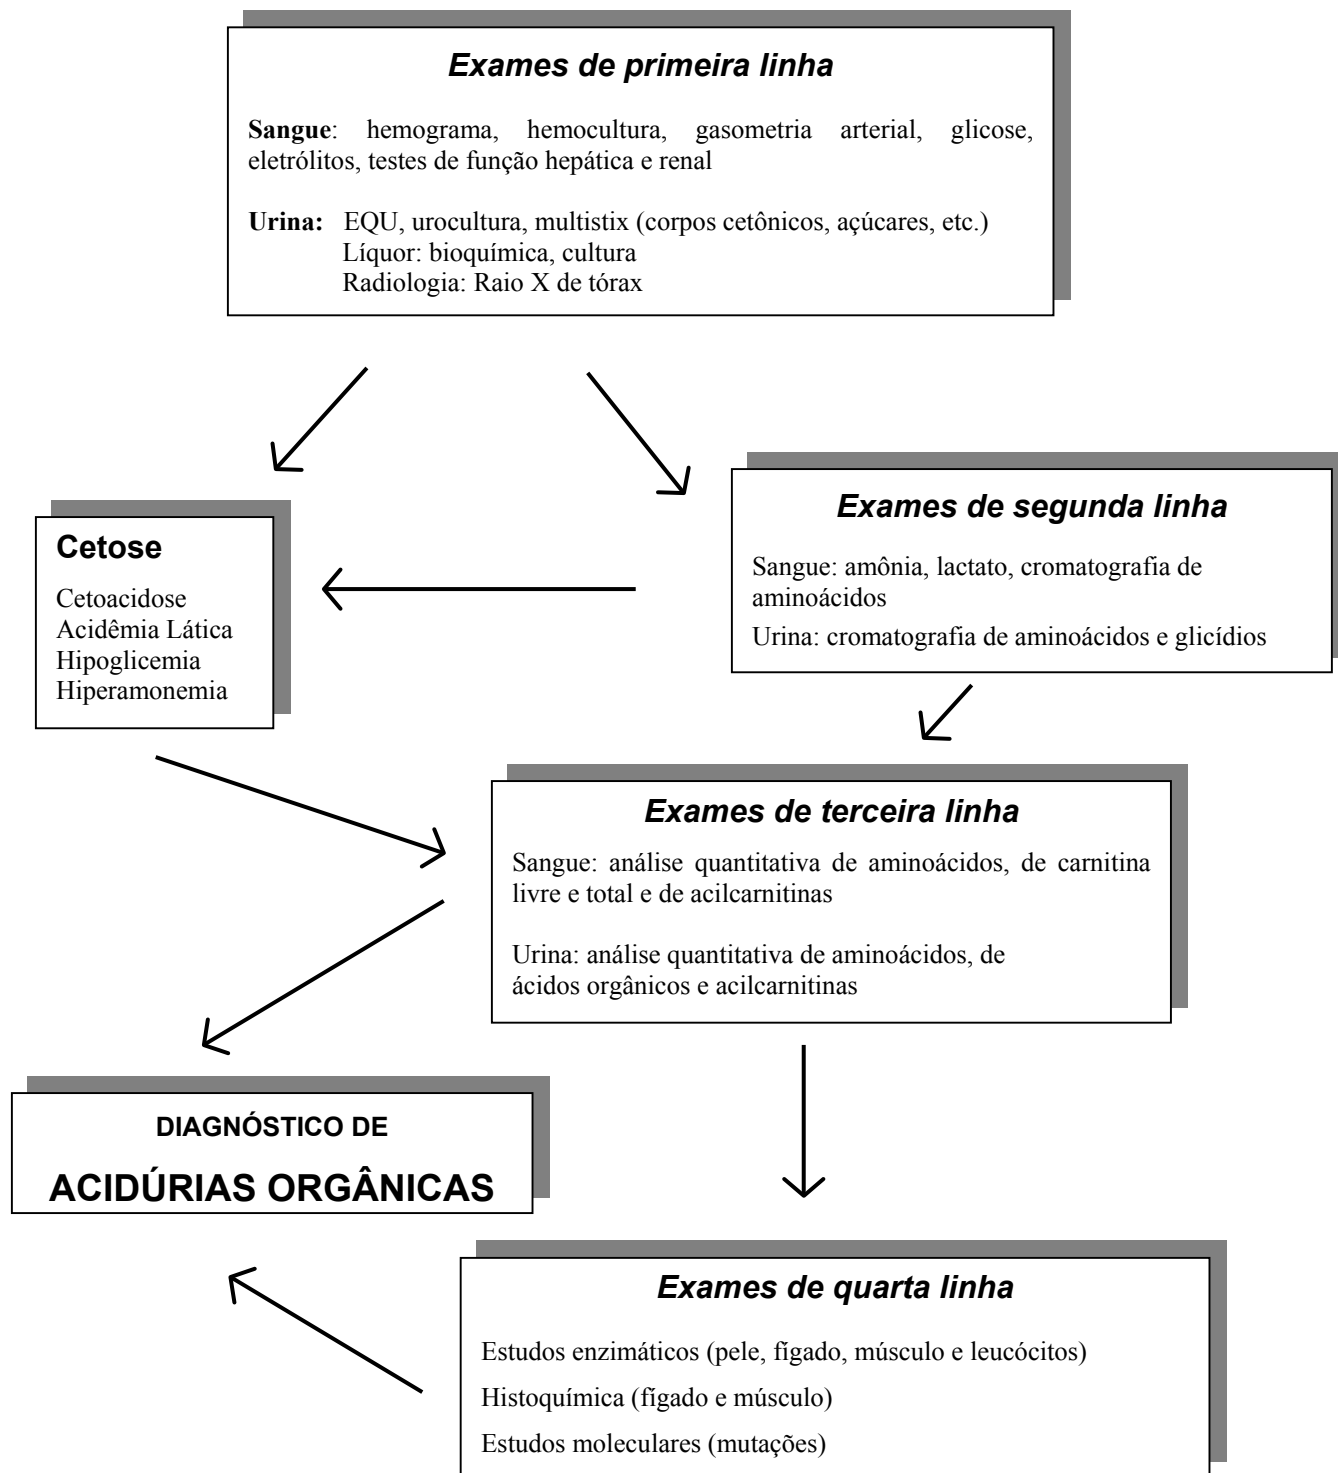 Exames de primeira linha
Sangue: hemograma, hemocultura, gasometria arterial, glicose,
eletrólitos, testes de função hepática e renal
Urina: EQU, urocultura, multistix (corpos cetônicos, açúcares, etc.)
Líquor: bioquímica, cultura
Radiologia: Raio X de tórax
Cetose
Cetoacidose
Acidêmia Lática
Hipoglicemia
Hiperamonemia
Exames de segunda linha
Sangue: amônia, lactato, cromatografia de
aminoácidos
Urina: cromatografia de aminoácidos e glicídios
Exames de terceira linha
Sangue: análise quantitativa de aminoácidos, de carnitina
livre e total e de acilcarnitinas
Urina: análise quantitativa de aminoácidos, de
ácidos orgânicos e acilcarnitinas
DIAGNÓSTICO DE
ACIDÚRIAS ORGÂNICAS
Exames de quarta linha
Estudos enzimáticos (pele, fígado, músculo e leucócitos)
Histoquímica (fígado e músculo)
Estudos moleculares (mutações)